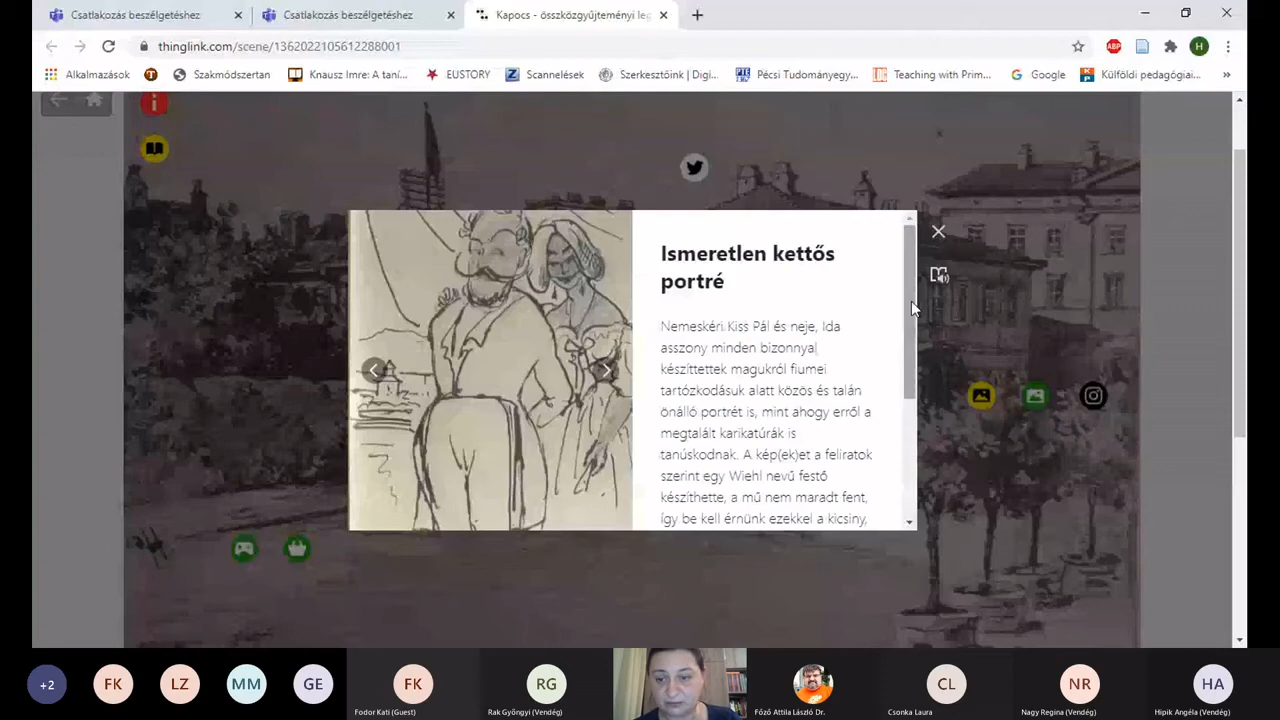 Csatlakozás beszélgetéshez
Csatlakozás beszélgetéshez
Kapocs - összközgyűjteményi leg
thinglink.com/scene/1362022105612288001
ABP
H
Alkalmazások
T
Szakmódszertan
Knausz Imre: A taní...
EUSTORY
Scannelések
Szerkesztőink | Digi...
Pécsi Tudományegy...
Teaching with Prim...
Google
Külföldi pedagógiai...
»
i
Ismeretlen kettős
portré
Nemeskéri Kiss Pál és neje, Ida
asszony minden bizonnyal
készíttettek magukról fiumei
tartózkodásuk alatt közös és talán
önálló portrét is, mint ahogy erről a
megtalált karikatúrák is
tanúskodnak. A kép(ek)et a feliratok
szerint egy Wiehl nevű festő
készíthette, a mű nem maradt fent,
így be kell érnünk ezekkel a kicsiny,
+2
FK
LZ
MM
GE
FK
RG
CL
NR
HA
Fodor Kati (Guest)
Rak Gyöngyi (Vendég)
Főző Attila László Dr.
Csonka Laura
Nagy Regina (Vendég)
Hipik Angéla (Vendég)